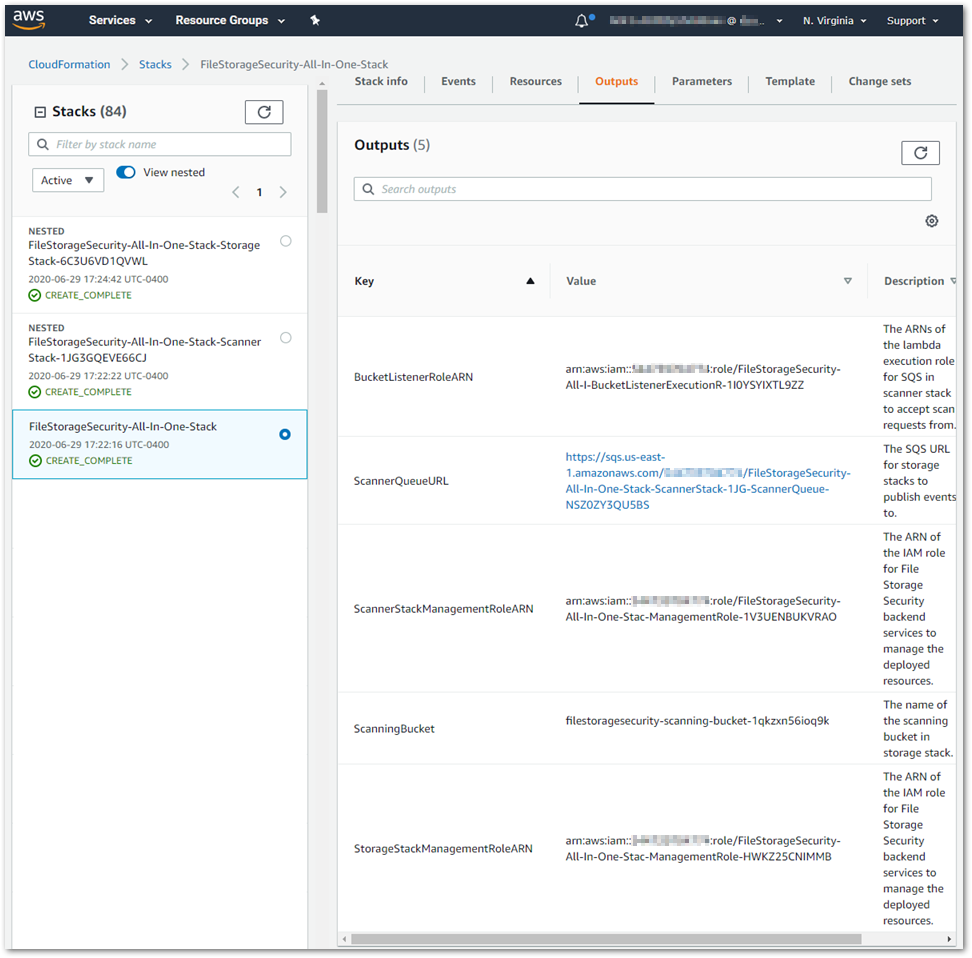 aws
Services
Resource Groups
@
N. Virginia
Support
CloudFormation
Stacks
FileStorageSecurity-All-In-One-Stack
Stacks (84)
Filter by stack name
Active
View nested
1
NESTED
FileStorageSecurity-All-In-One-Stack-Storage
Stack-6C3U6VD1QVWL
2020-06-29 17:24:42 UTC-0400
CREATE_COMPLETE
NESTED
FileStorageSecurity-All-In-One-Stack-Scanner
Stack-1JG3GQEVE66CJ
2020-06-29 17:22:22 UTC-0400
CREATE_COMPLETE
FileStorageSecurity-All-In-One-Stack
2020-06-29 17:22:16 UTC-0400
CREATE_COMPLETE
Stack info
Events
Resources
Outputs
Parameters
Template
Change sets
Outputs (5)
Search outputs
Key
Value
Description
BucketListenerRoleARN
arn:aws:iam:: :role/FileStorageSecurity-
All-I-BucketListenerExecutionR-1I0YSYIXTL9ZZ
The ARNs of
the lambda
execution role
for SQS in
scanner stack
to accept scan
requests from.
ScannerQueueURL
https://sqs.us-east-
1.amazonaws.com/ /FileStorageSecurity-
All-In-One-Stack-ScannerStack-1JG-ScannerQueue-
NSZ0ZY3QU5BS
The SQS URL
for storage
stacks to
publish events
to.
ScannerStackManagementRoleARN
arn:aws:iam:: :role/FileStorageSecurity-
All-In-One-Stac-ManagementRole-1V3UENBUKVRAO
The ARN of
the IAM role
for File
Storage
Security
backend
services to
manage the
deployed
resources.
ScanningBucket
filestoragesecurity-scanning-bucket-1qkzxn56ioq9k
The name of
the scanning
bucket in
storage stack.
StorageStackManagementRoleARN
arn:aws:iam:: :role/FileStorageSecurity-
All-In-One-Stac-ManagementRole-HWKZ25CNIMMB
The ARN of
the IAM role
for File
Storage
Security
backend
services to
manage the
deployed
resources.